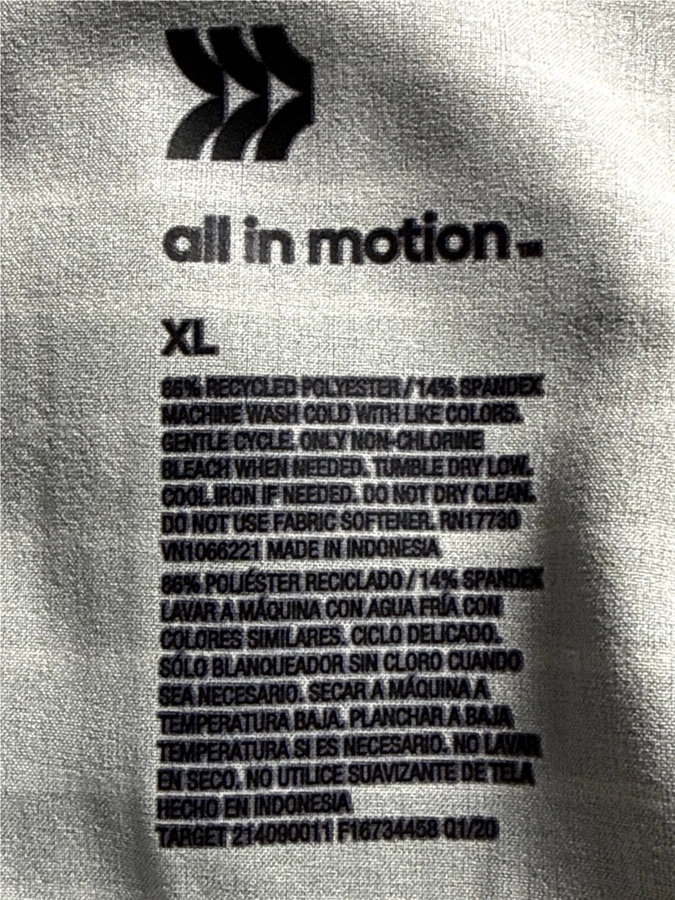 all in motion™
XL
86% RECYCLED POLYESTER / 14% SPANDEX
MACHINE WASH COLD WITH LIKE COLORS.
GENTLE CYCLE. ONLY NON-CHLORINE
BLEACH WHEN NEEDED. TUMBLE DRY LOW.
COOL IRON IF NEEDED. DO NOT DRY CLEAN.
DO NOT USE FABRIC SOFTENER. RN17730
VN1066221 MADE IN INDONESIA
86% POLIÉSTER RECICLADO / 14% SPANDEX
LAVAR A MÁQUINA CON AGUA FRÍA CON
COLORES SIMILARES. CICLO DELICADO.
SÓLO BLANQUEADOR SIN CLORO CUANDO
SEA NECESARIO. SECAR A MÁQUINA A
TEMPERATURA BAJA. PLANCHAR A BAJA
TEMPERATURA SI ES NECESARIO. NO LAVAR
EN SECO. NO UTILICE SUAVIZANTE DE TELA
HECHO EN INDONESIA
TARGET 214090011 F16734458 Q1/20